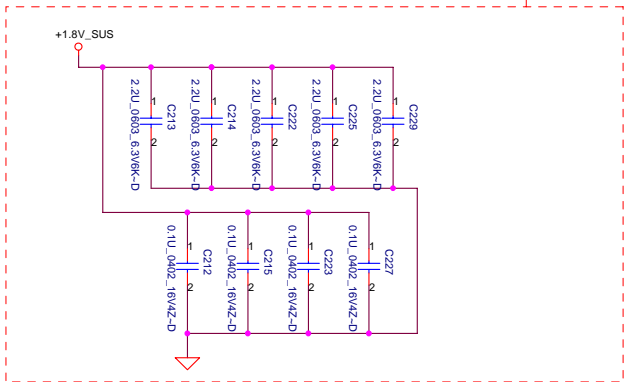 +1.8V_SUS
1
2
C213
2.2U_0603_6.3V6K~D
1
2
C214
2.2U_0603_6.3V6K~D
1
2
C222
2.2U_0603_6.3V6K~D
1
2
C225
2.2U_0603_6.3V6K~D
1
2
C229
2.2U_0603_6.3V6K~D
1
2
C212
0.1U_0402_16V4Z~D
1
2
C215
0.1U_0402_16V4Z~D
1
2
C223
0.1U_0402_16V4Z~D
1
2
C227
0.1U_0402_16V4Z~D